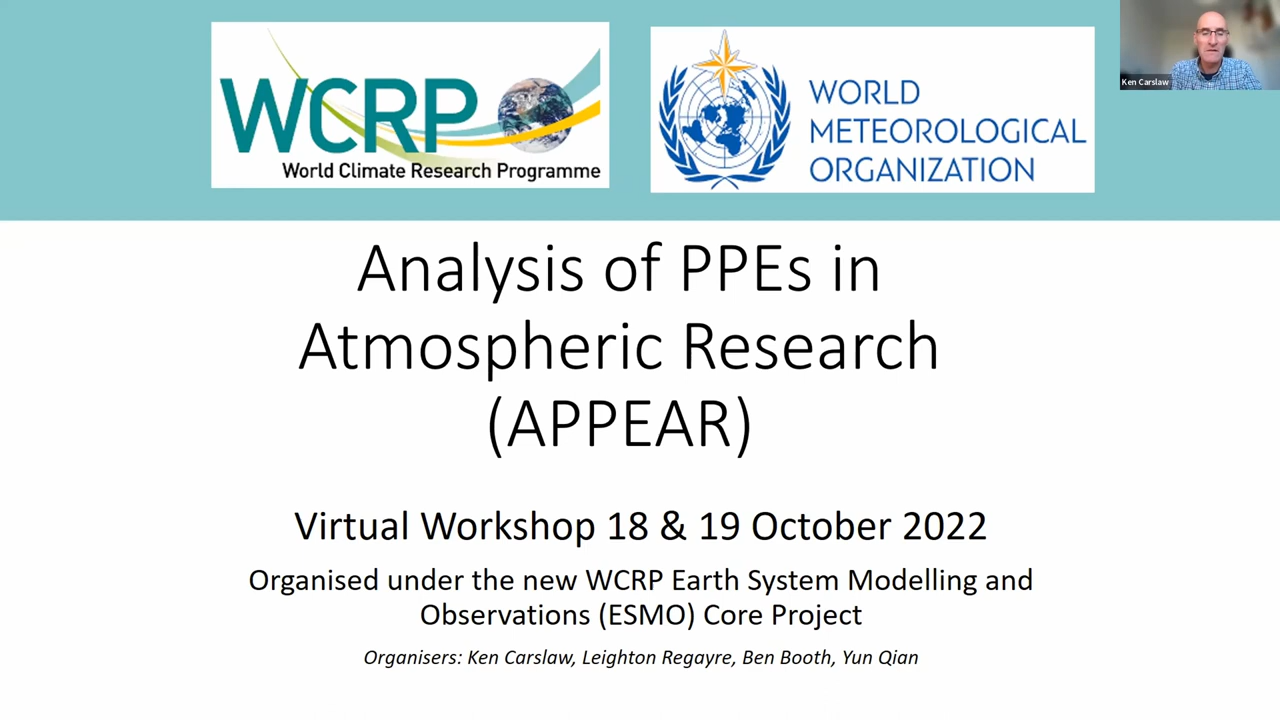 WCRP
World Climate Research Programme
WORLD
METEOROLOGICAL
ORGANIZATION
Ken Carslaw
Analysis of PPEs in
Atmospheric Research
(APPEAR)
Virtual Workshop 18 & 19 October 2022
Organised under the new WCRP Earth System Modelling and
Observations (ESMO) Core Project
Organisers: Ken Carslaw, Leighton Regayre, Ben Booth, Yun Qian